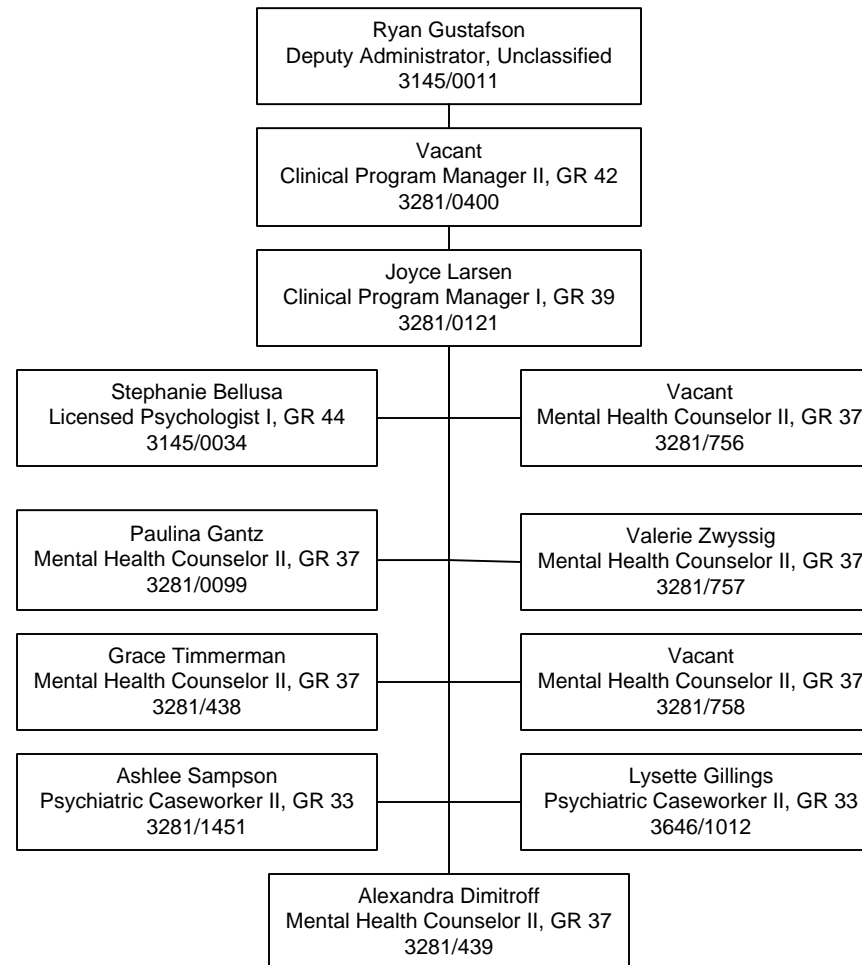 Ryan Gustafson
Deputy Administrator, Unclassified
3145/0011
Vacant
Clinical Program Manager II, GR 42
3281/0400
Joyce Larsen
Clinical Program Manager I, GR 39
3281/0121
Stephanie Bellusa
Licensed Psychologist I, GR 44
3145/0034
Vacant
Mental Health Counselor II, GR 37
3281/756
Paulina Gantz
Mental Health Counselor II, GR 37
3281/0099
Valerie Zwyssig
Mental Health Counselor II, GR 37
3281/757
Grace Timmerman
Mental Health Counselor II, GR 37
3281/438
Vacant
Mental Health Counselor II, GR 37
3281/758
Ashlee Sampson
Psychiatric Caseworker II, GR 33
3281/1451
Lysette Gillings
Psychiatric Caseworker II, GR 33
3646/1012
Alexandra Dimitroff
Mental Health Counselor II, GR 37
3281/439